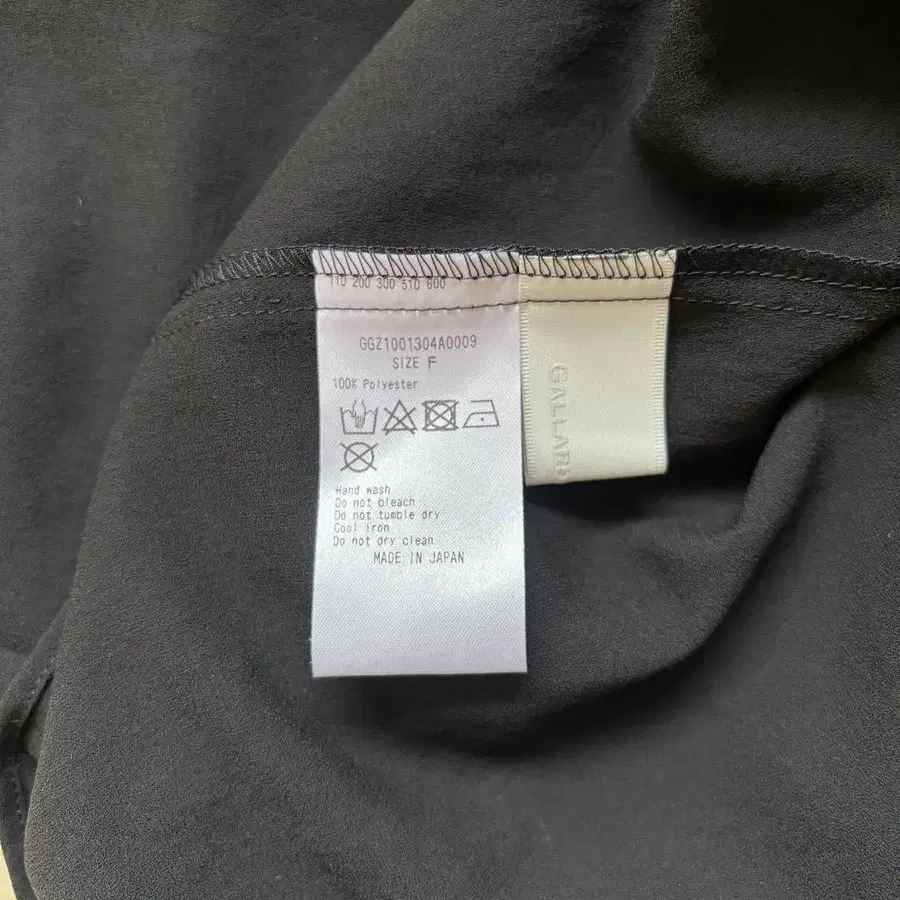 110 200 300 510 600
GGZ1001304A0009
SIZE F
100% Polyester
Hand wash
Do not bleach
Do not tumble dry
Cool iron
Do not dry clean
MADE IN JAPAN